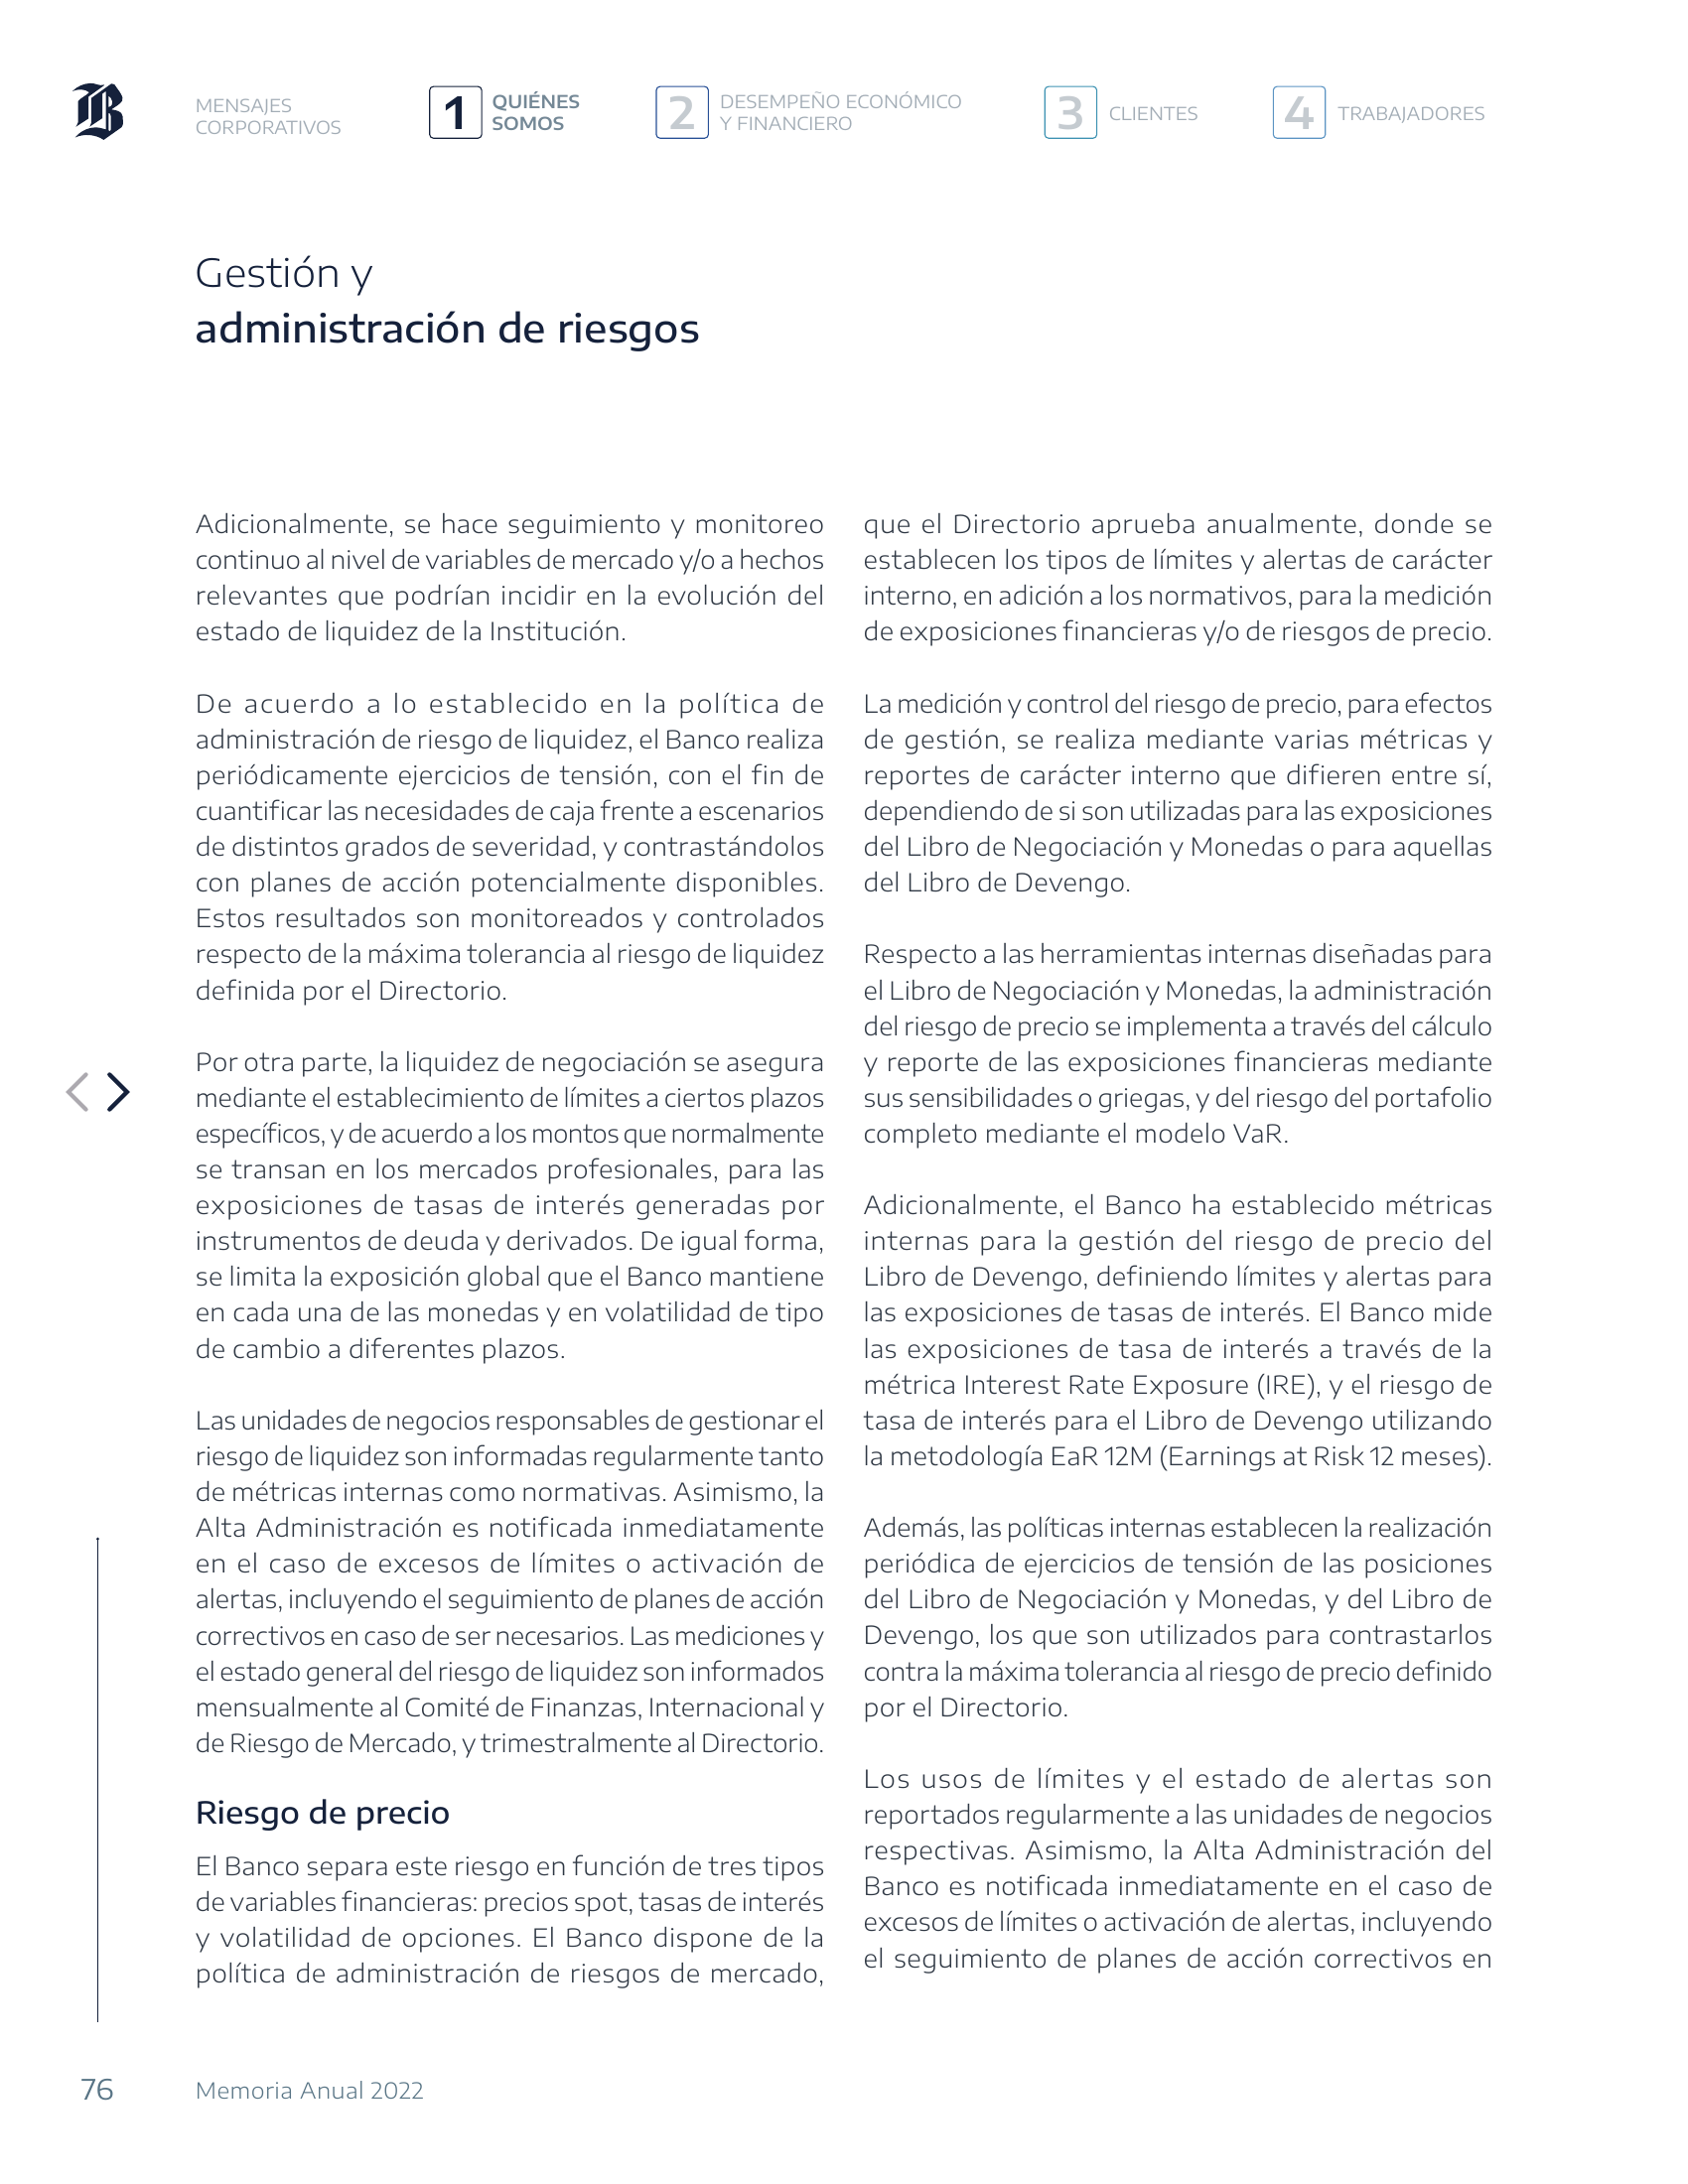 MENSAJES
CORPORATIVOS
1 QUIÉNES
SOMOS
2 DESEMPEÑO ECONÓMICO
Y FINANCIERO
3 CLIENTES
4 TRABAJADORES
Gestión y
administración de riesgos
Adicionalmente, se hace seguimiento y monitoreo
continuo al nivel de variables de mercado y/o a hechos
relevantes que podrían incidir en la evolución del
estado de liquidez de la Institución.
De acuerdo a lo establecido en la política de
administración de riesgo de liquidez, el Banco realiza
periódicamente ejercicios de tensión, con el fin de
cuantificar las necesidades de caja frente a escenarios
de distintos grados de severidad, y contrastándolos
con planes de acción potencialmente disponibles.
Estos resultados son monitoreados y controlados
respecto de la máxima tolerancia al riesgo de liquidez
definida por el Directorio.
Por otra parte, la liquidez de negociación se asegura
mediante el establecimiento de límites a ciertos plazos
específicos, y de acuerdo a los montos que normalmente
se transan en los mercados profesionales, para las
exposiciones de tasas de interés generadas por
instrumentos de deuda y derivados. De igual forma,
se limita la exposición global que el Banco mantiene
en cada una de las monedas y en volatilidad de tipo
de cambio a diferentes plazos.
Las unidades de negocios responsables de gestionar el
riesgo de liquidez son informadas regularmente tanto
de métricas internas como normativas. Asimismo, la
Alta Administración es notificada inmediatamente
en el caso de excesos de límites o activación de
alertas, incluyendo el seguimiento de planes de acción
correctivos en caso de ser necesarios. Las mediciones y
el estado general del riesgo de liquidez son informados
mensualmente al Comité de Finanzas, Internacional y
de Riesgo de Mercado, y trimestralmente al Directorio.
Riesgo de precio
El Banco separa este riesgo en función de tres tipos
de variables financieras: precios spot, tasas de interés
y volatilidad de opciones. El Banco dispone de la
política de administración de riesgos de mercado,
que el Directorio aprueba anualmente, donde se
establecen los tipos de límites y alertas de carácter
interno, en adición a los normativos, para la medición
de exposiciones financieras y/o de riesgos de precio.
La medición y control del riesgo de precio, para efectos
de gestión, se realiza mediante varias métricas y
reportes de carácter interno que difieren entre sí,
dependiendo de si son utilizadas para las exposiciones
del Libro de Negociación y Monedas o para aquellas
del Libro de Devengo.
Respecto a las herramientas internas diseñadas para
el Libro de Negociación y Monedas, la administración
del riesgo de precio se implementa a través del cálculo
y reporte de las exposiciones financieras mediante
sus sensibilidades o griegas, y del riesgo del portafolio
completo mediante el modelo VaR.
Adicionalmente, el Banco ha establecido métricas
internas para la gestión del riesgo de precio del
Libro de Devengo, definiendo límites y alertas para
las exposiciones de tasas de interés. El Banco mide
las exposiciones de tasa de interés a través de la
métrica Interest Rate Exposure (IRE), y el riesgo de
tasa de interés para el Libro de Devengo utilizando
la metodología EaR 12M (Earnings at Risk 12 meses).
Además, las políticas internas establecen la realización
periódica de ejercicios de tensión de las posiciones
del Libro de Negociación y Monedas, y del Libro de
Devengo, los que son utilizados para contrastarlos
contra la máxima tolerancia al riesgo de precio definido
por el Directorio.
Los usos de límites y el estado de alertas son
reportados regularmente a las unidades de negocios
respectivas. Asimismo, la Alta Administración del
Banco es notificada inmediatamente en el caso de
excesos de límites o activación de alertas, incluyendo
el seguimiento de planes de acción correctivos en
76 Memoria Anual 2022